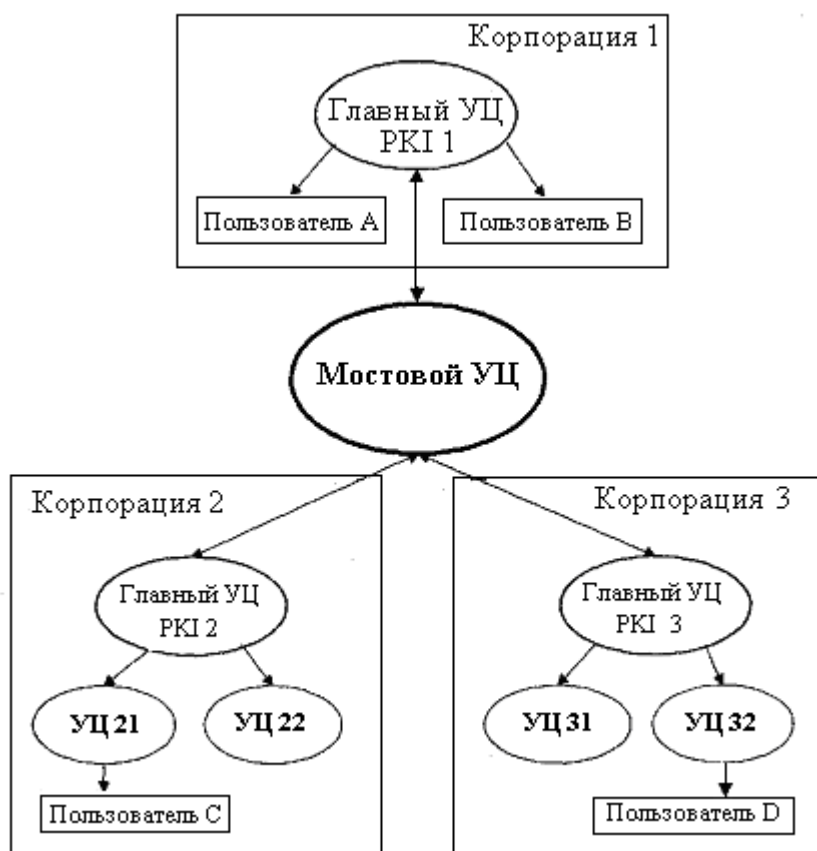 Корпорация 1
Главный УЦ
PKI 1
Пользователь A
Пользователь B
Мостовой УЦ
Корпорация 2
Главный УЦ
PKI 2
УЦ 21
УЦ 22
Пользователь C
Корпорация 3
Главный УЦ
PKI 3
УЦ 31
УЦ 32
Пользователь D